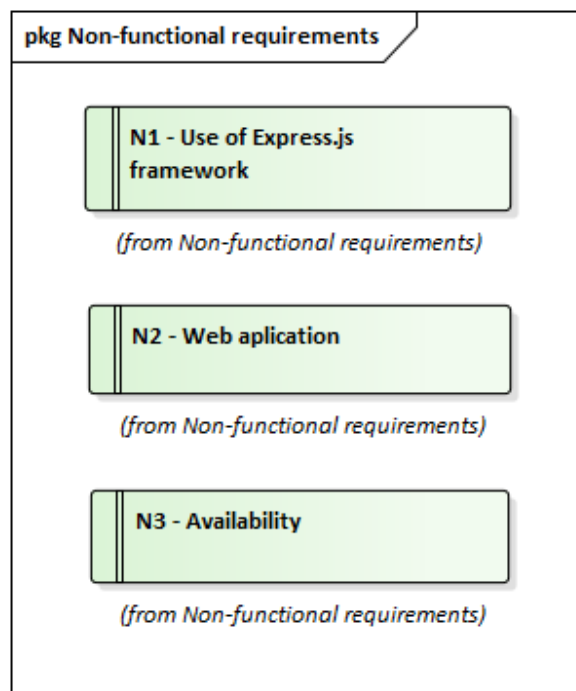 pkg Non-functional requirements
N1 - Use of Express.js
framework
(from Non-functional requirements)
N2 - Web aplication
(from Non-functional requirements)
N3 - Availability
(from Non-functional requirements)